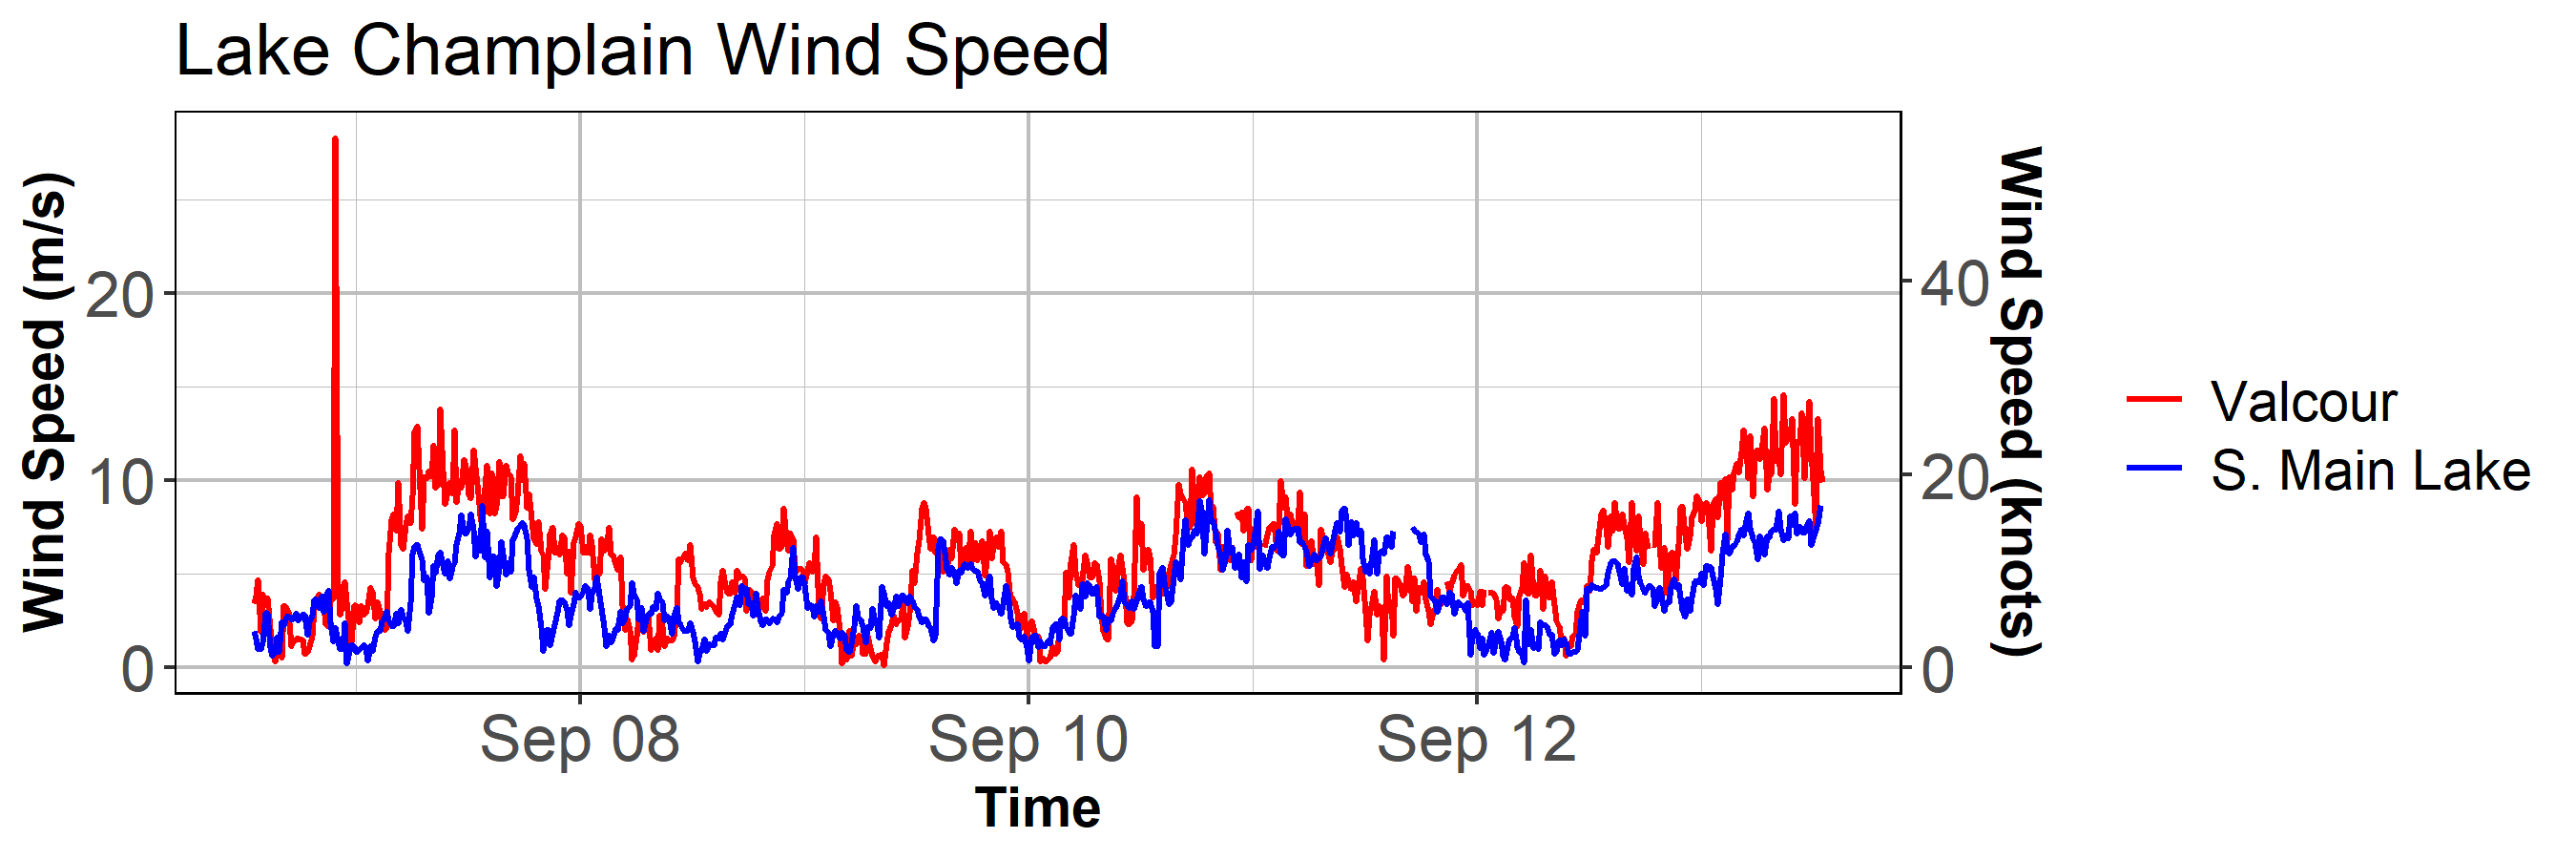 Lake Champlain Wind Speed
Wind Speed (m/s)
20
10
0
40
20
0
Wind Speed (knots)
Sep 08
Sep 10
Sep 12
Time
Valcour
S. Main Lake